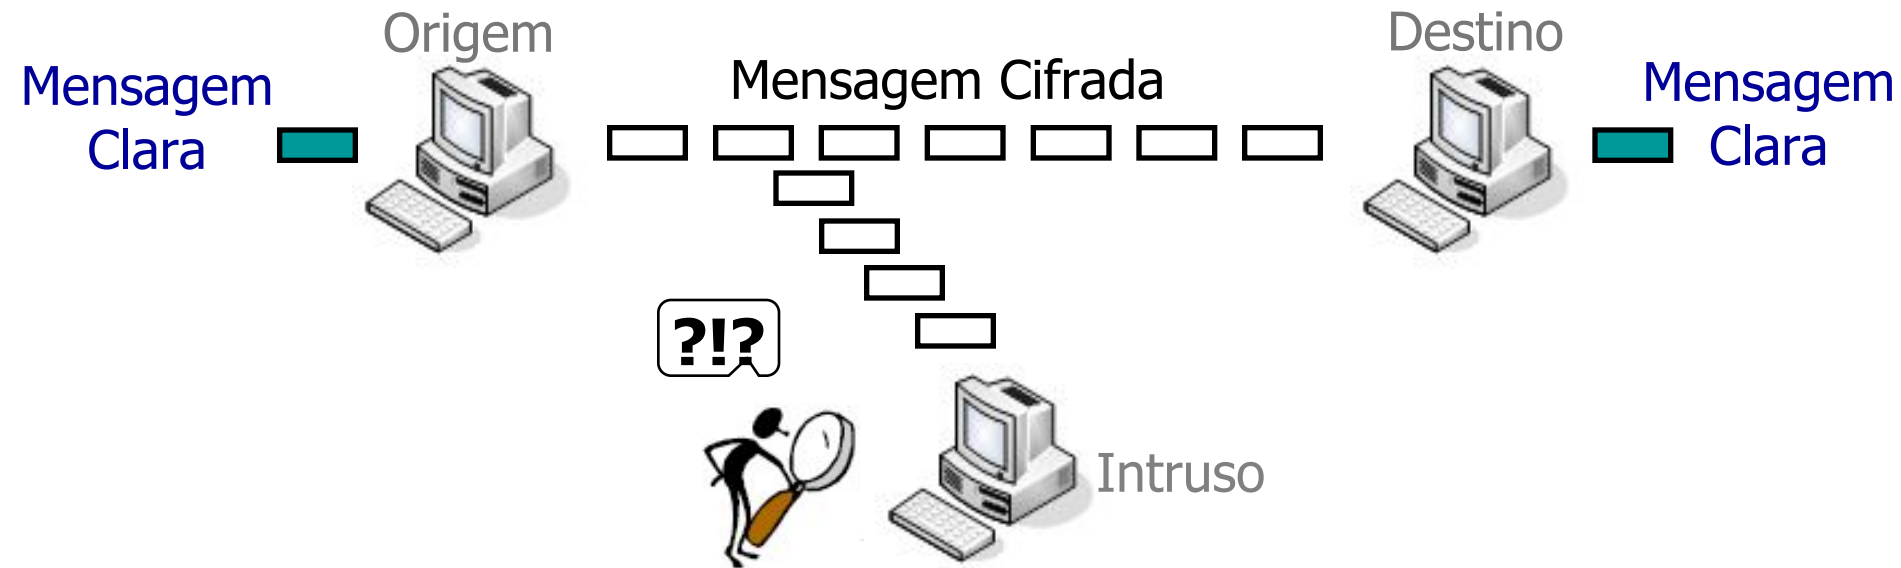 Origem
Destino
Mensagem
Clara
Mensagem Cifrada
Mensagem
Clara
?!?
Intruso